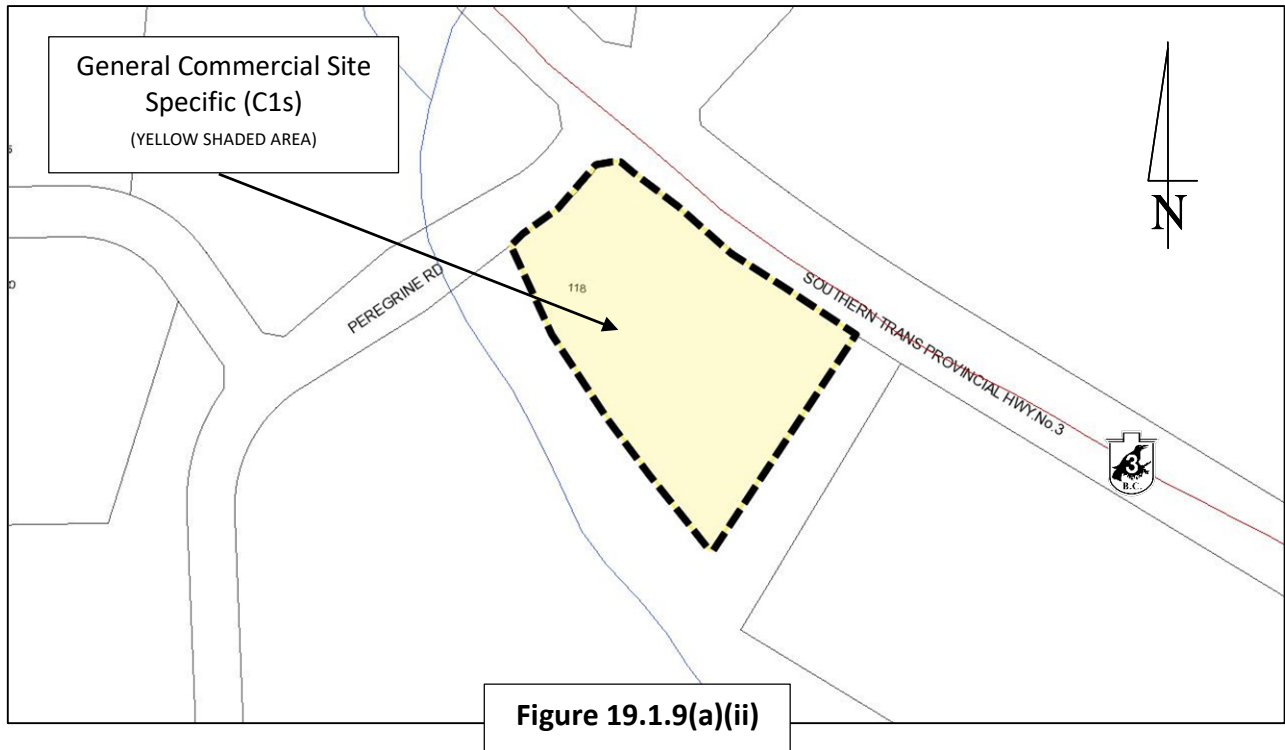 General Commercial Site
Specific (C1s)
(YELLOW SHADED AREA)
N
118
PEREGRINE RD
SOUTHERN TRANS PROVINCIAL HWY.No.3
3
B.C.
Figure 19.1.9(a)(ii)